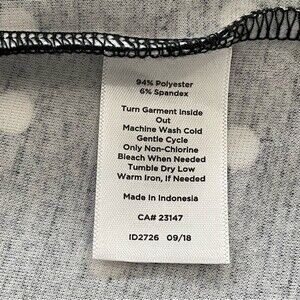 94% Polyester
6% Spandex
Turn Garment Inside
Out
Machine Wash Cold
Gentle Cycle
Only Non-Chlorine
Bleach When Needed
Tumble Dry Low
Warm Iron, If Needed
Made in Indonesia
CA# 23147
ID2726 09/18